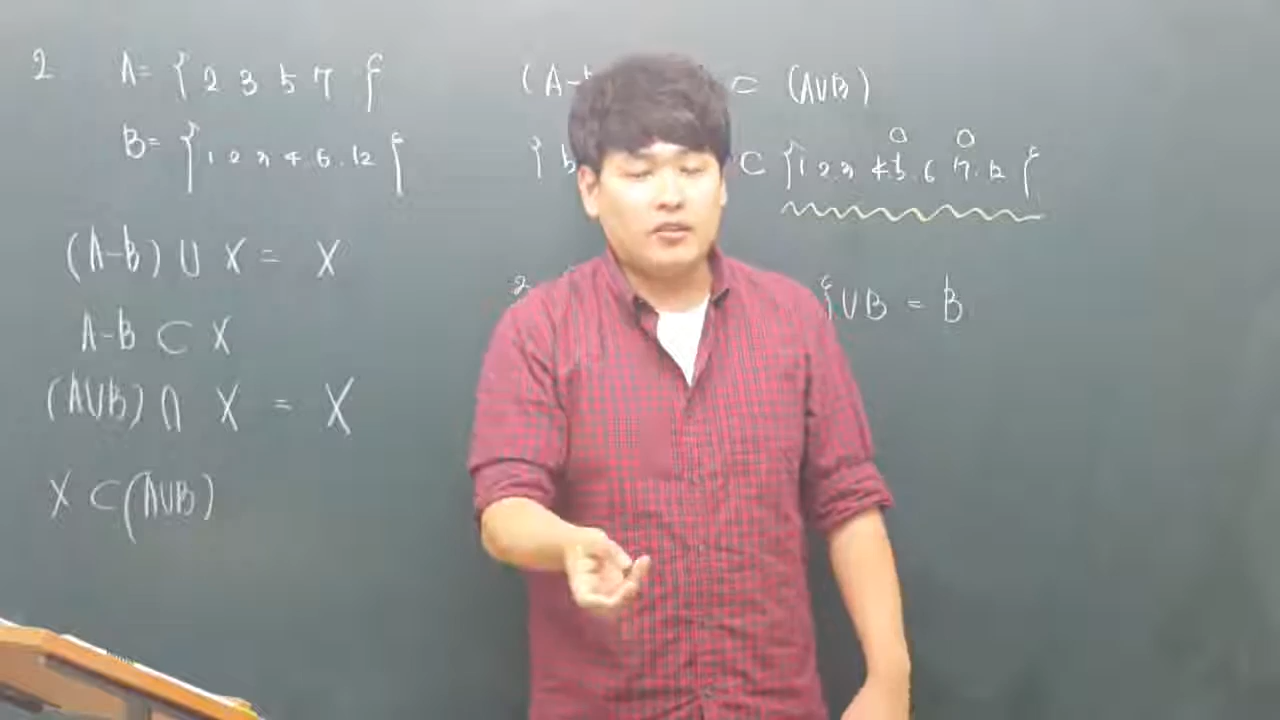 2 A= { 2 3 5 7 }
B= { 1 2 3 4 6 . 12 }
(A-B) ∪ X = X
A-B ⊂ X
(A∪B) ∩ X = X
X ⊂ (A∪B)
(A- ⊂ (A∪B)
{ ⊂ { 1 2 3 4 5 . 6 7 . 12 }
2 } ∪ B = B